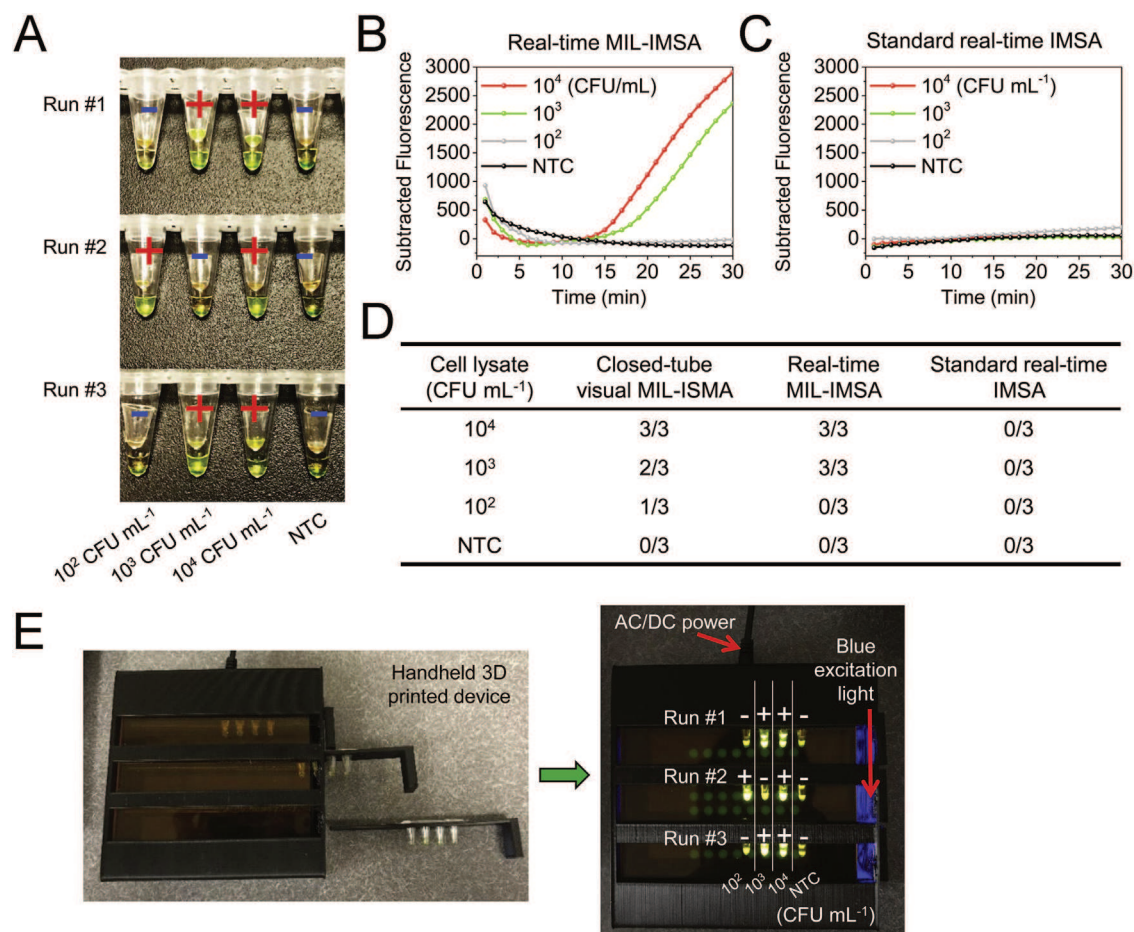 A
Run #1
Run #2
Run #3
10² CFU mL⁻¹
10³ CFU mL⁻¹
10⁴ CFU mL⁻¹
NTC
B
Real-time MIL-IMSA
Subtracted Fluorescence
3000
2500
2000
1500
1000
500
0
10⁴ (CFU/mL)
10³
10²
NTC
0 5 10 15 20 25 30
Time (min)
C
Standard real-time IMSA
Subtracted Fluorescence
3000
2500
2000
1500
1000
500
0
10⁴ (CFU mL⁻¹)
10³
10²
NTC
0 5 10 15 20 25 30
Time (min)
D
Cell lysate Closed-tube Real-time Standard real-time
(CFU mL⁻¹) visual MIL-ISMA MIL-IMSA IMSA
10⁴ 3/3 3/3 0/3
10³ 2/3 3/3 0/3
10² 1/3 0/3 0/3
NTC 0/3 0/3 0/3
E
Handheld 3D
printed device
AC/DC power
Blue
excitation
light
Run #1 - + + -
Run #2 + - + -
Run #3 - + + -
10² 10³ 10⁴ NTC
(CFU mL⁻¹)